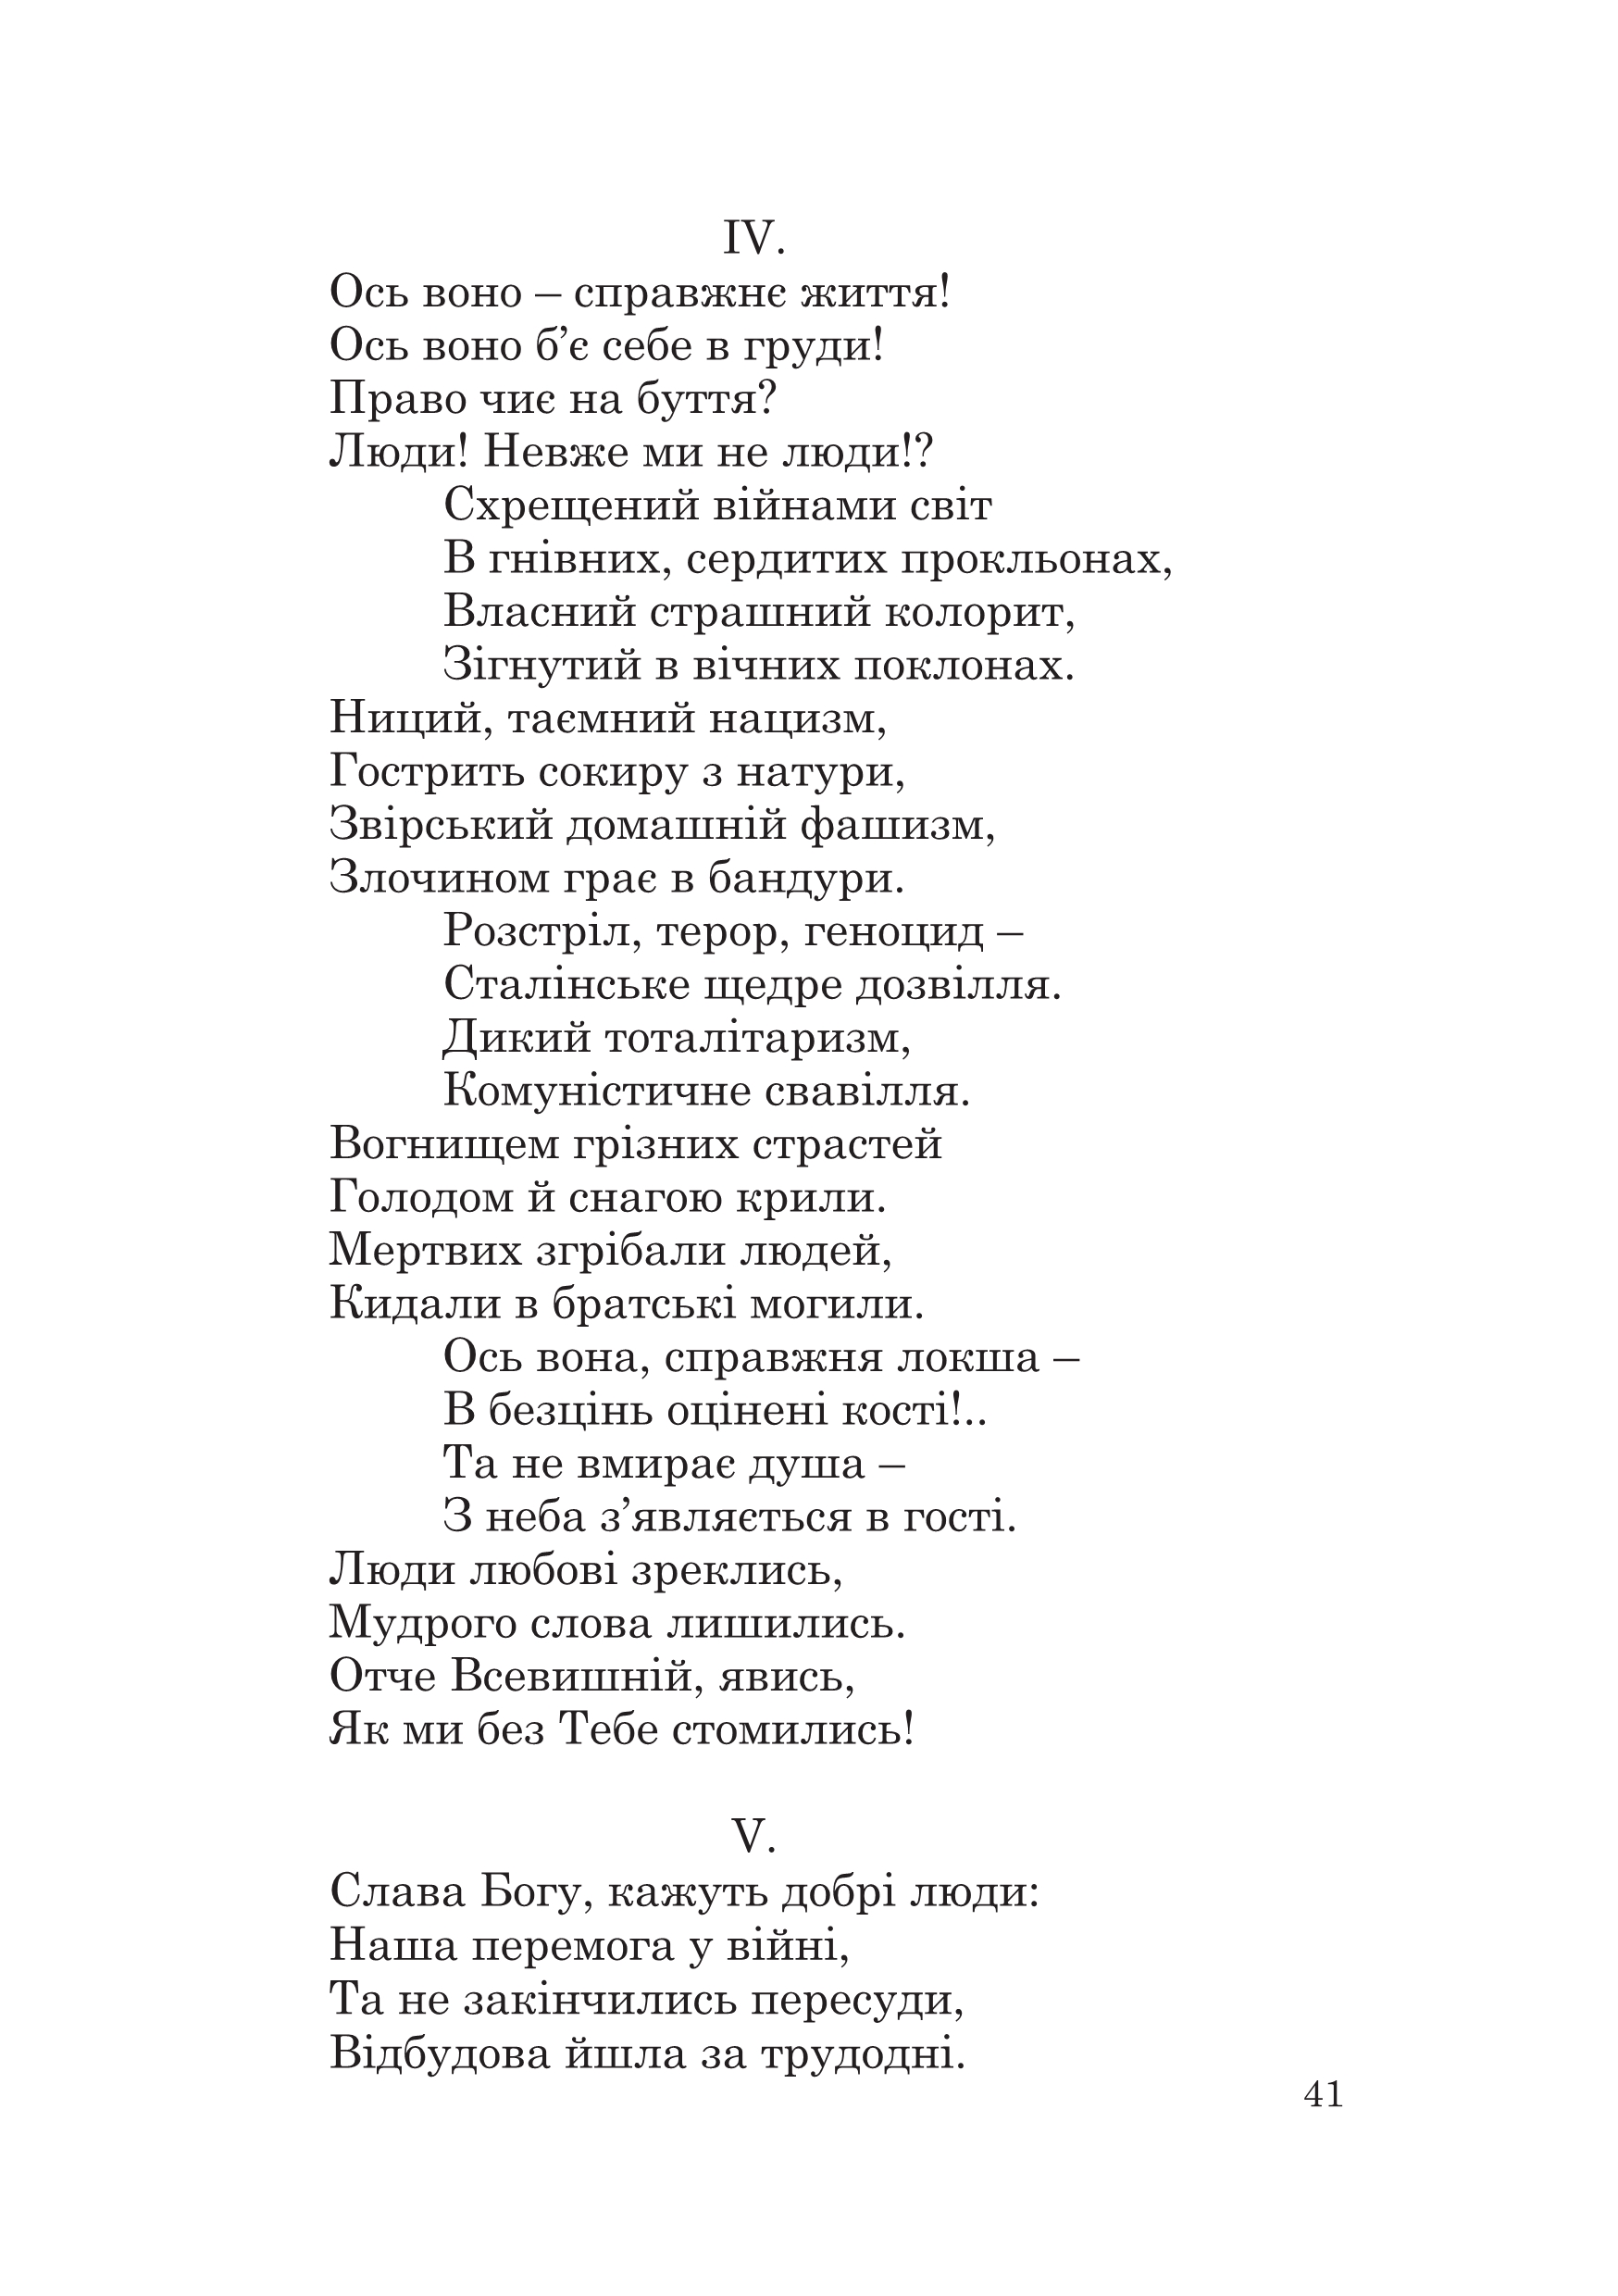 IV.
Ось воно – справжнє життя!
Ось воно б’є себе в груди!
Право чиє на буття?
Люди! Невже ми не люди!?
Схрещений війнами світ
В гнівних, сердитих прокльонах,
Власний страшний колорит,
Зігнутий в вічних поклонах.
Ниций, таємний нацизм,
Гострить сокиру з натури,
Звірський домашній фашизм,
Злочином грає в бандури.
Розстріл, терор, геноцид –
Сталінське щедре дозвілля.
Дикий тоталітаризм,
Комуністичне свавілля.
Вогнищем грізних страстей
Голодом й снагою крили.
Мертвих згрібали людей,
Кидали в братські могили.
Ось вона, справжня локша –
В безцінь оцінені кості!..
Та не вмирає душа –
З неба з’являється в гості.
Люди любові зреклись,
Мудрого слова лишились.
Отче Всевишній, явись,
Як ми без Тебе стомились!
V.
Слава Богу, кажуть добрі люди:
Наша перемога у війні,
Та не закінчились пересуди,
Відбудова йшла за трудодні.
41